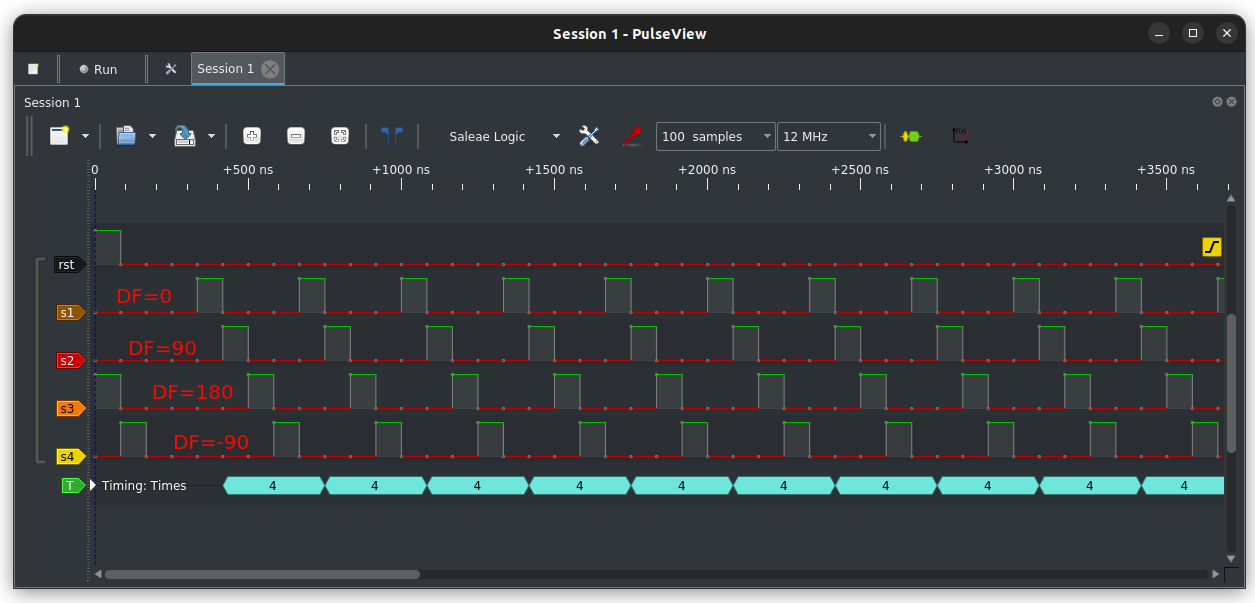 Session 1 - PulseView
Run
Session 1
Session 1
Saleae Logic
100 samples
12 MHz
0 +500 ns +1000 ns +1500 ns +2000 ns +2500 ns +3000 ns +3500 ns
rst
DF=0
s1
DF=90
s2
DF=180
s3
DF=-90
s4
T Timing: Times 4 4 4 4 4 4 4 4 4 4